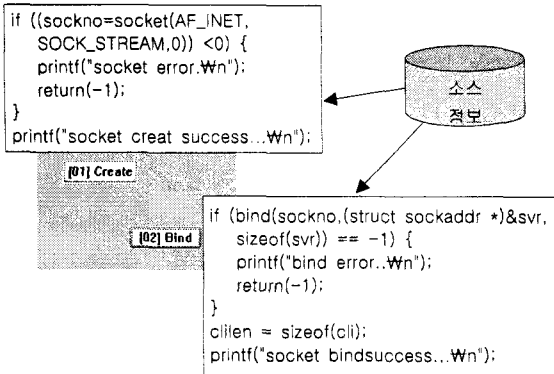 if ((sockno=socket(AF_INET,
SOCK_STREAM,0)) <0) {
printf("socket error.₩n");
return(-1);
}
printf("socket creat success...₩n");
소스
정보
[01] Create
[02] Bind
if (bind(sockno,(struct sockaddr *)&svr,
sizeof(svr)) == -1) {
printf("bind error..₩n");
return(-1);
}
clilen = sizeof(cli);
printf("socket bindsuccess...₩n");